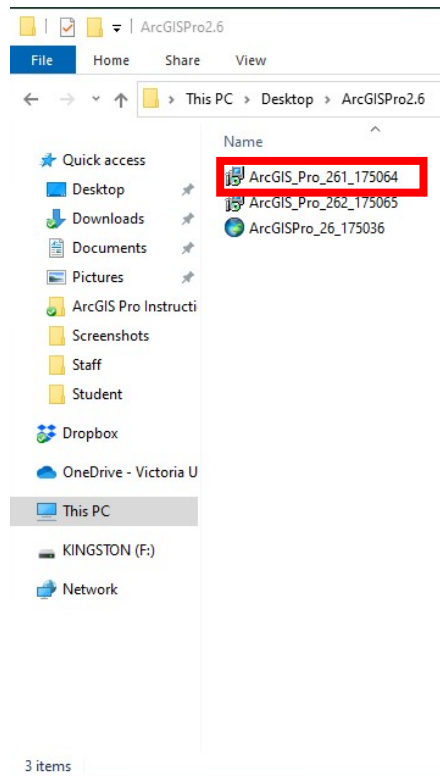 ArcGISPro2.6
File Home Share View
This PC > Desktop > ArcGISPro2.6
Name
Quick access
Desktop
Downloads
Documents
Pictures
ArcGIS Pro Instructi
Screenshots
Staff
Student
Dropbox
OneDrive - Victoria U
This PC
KINGSTON (F:)
Network
ArcGIS_Pro_261_175064
ArcGIS_Pro_262_175065
ArcGISPro_26_175036
3 items